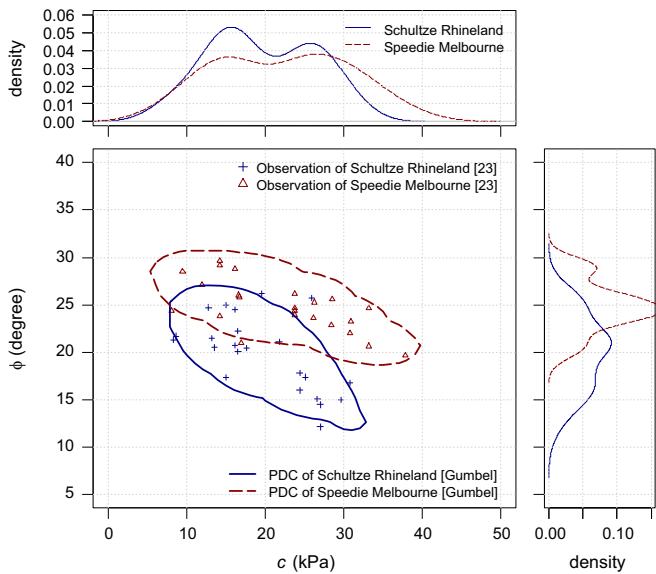 0.06
0.05
0.04
0.03
0.02
0.01
0.00
density
Schultze Rhineland
Speedie Melbourne
40
35
30
25
20
15
10
5
ϕ (degree)
Observation of Schultze Rhineland [23]
Observation of Speedie Melbourne [23]
PDC of Schultze Rhineland [Gumbel]
PDC of Speedie Melbourne [Gumbel]
0 10 20 30 40 50
c (kPa)
0.00 0.10
density